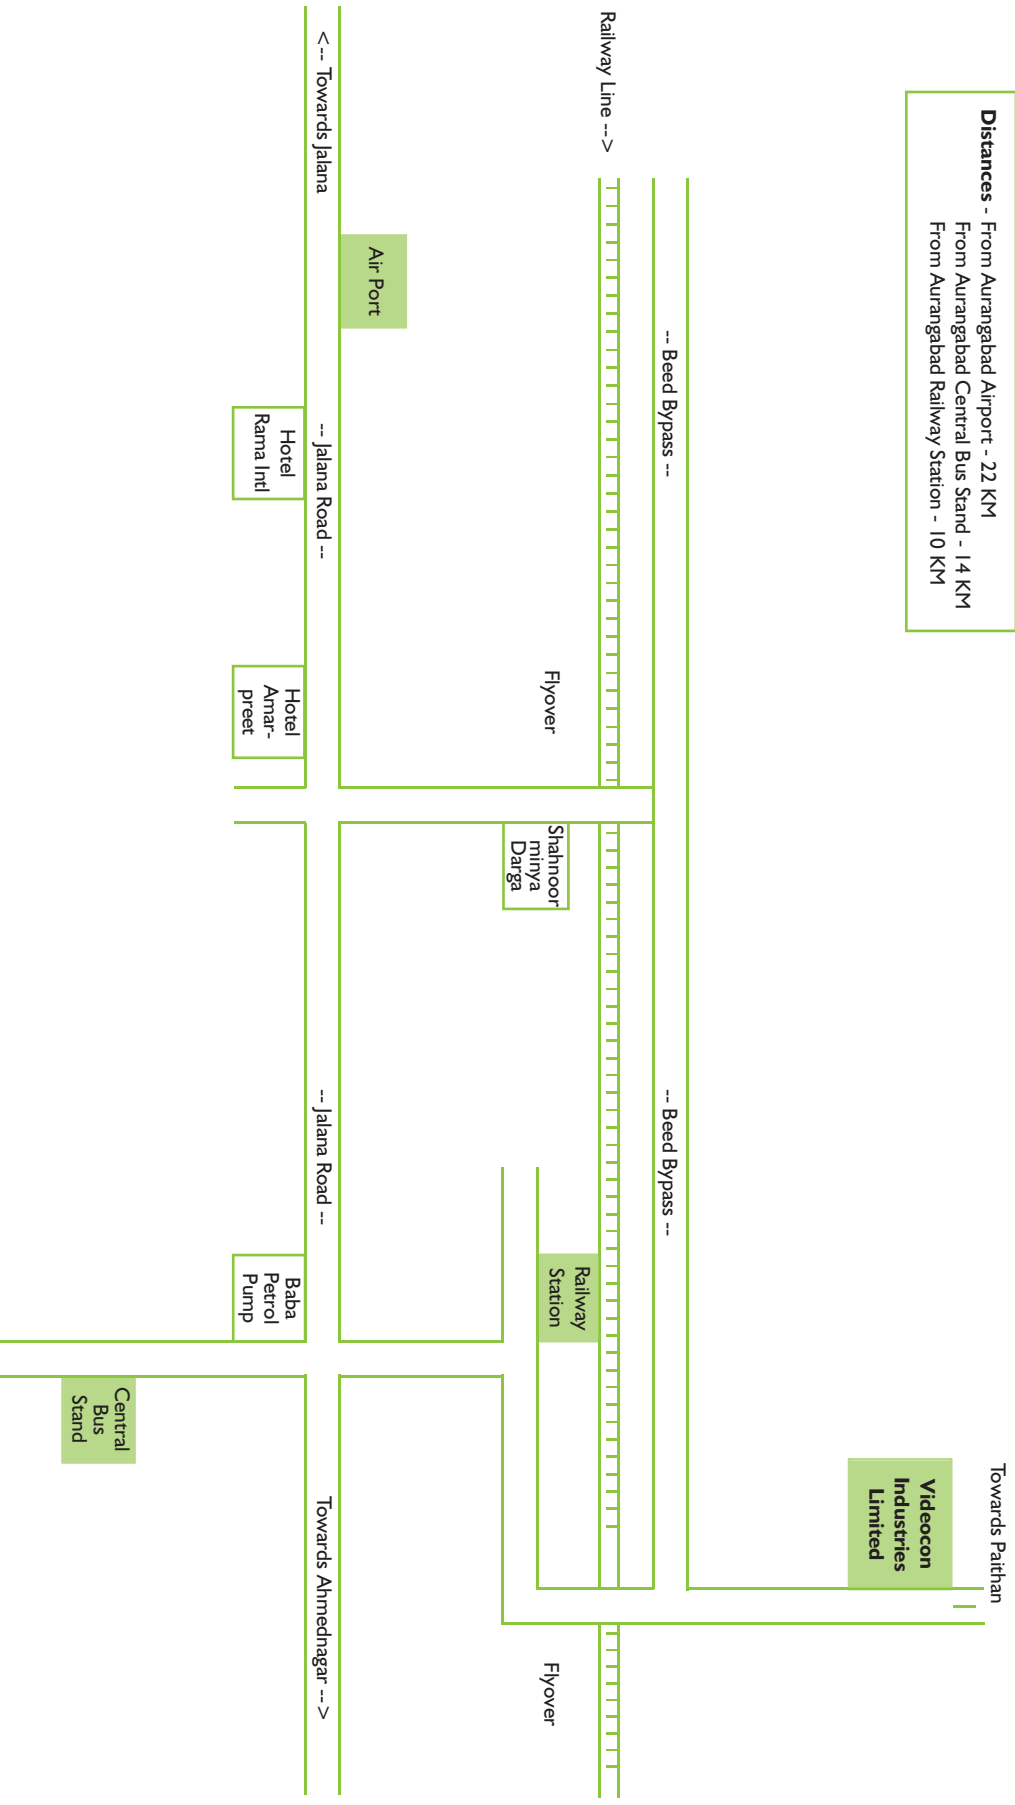 Distances - From Aurangabad Airport - 22 KM
From Aurangabad Central Bus Stand - 14 KM
From Aurangabad Railway Station - 10 KM
Towards Paithan
Videocon
Industries
Limited
-- Beed Bypass --
-- Beed Bypass --
Railway Line -->
Flyover
Shahnoor
minya
Darga
Railway
Station
Flyover
Air Port
<-- Towards Jalana
-- Jalana Road --
-- Jalana Road --
Towards Ahmednagar -->
Hotel
Rama Intl
Hotel
Amar-
preet
Baba
Petrol
Pump
Central
Bus
Stand